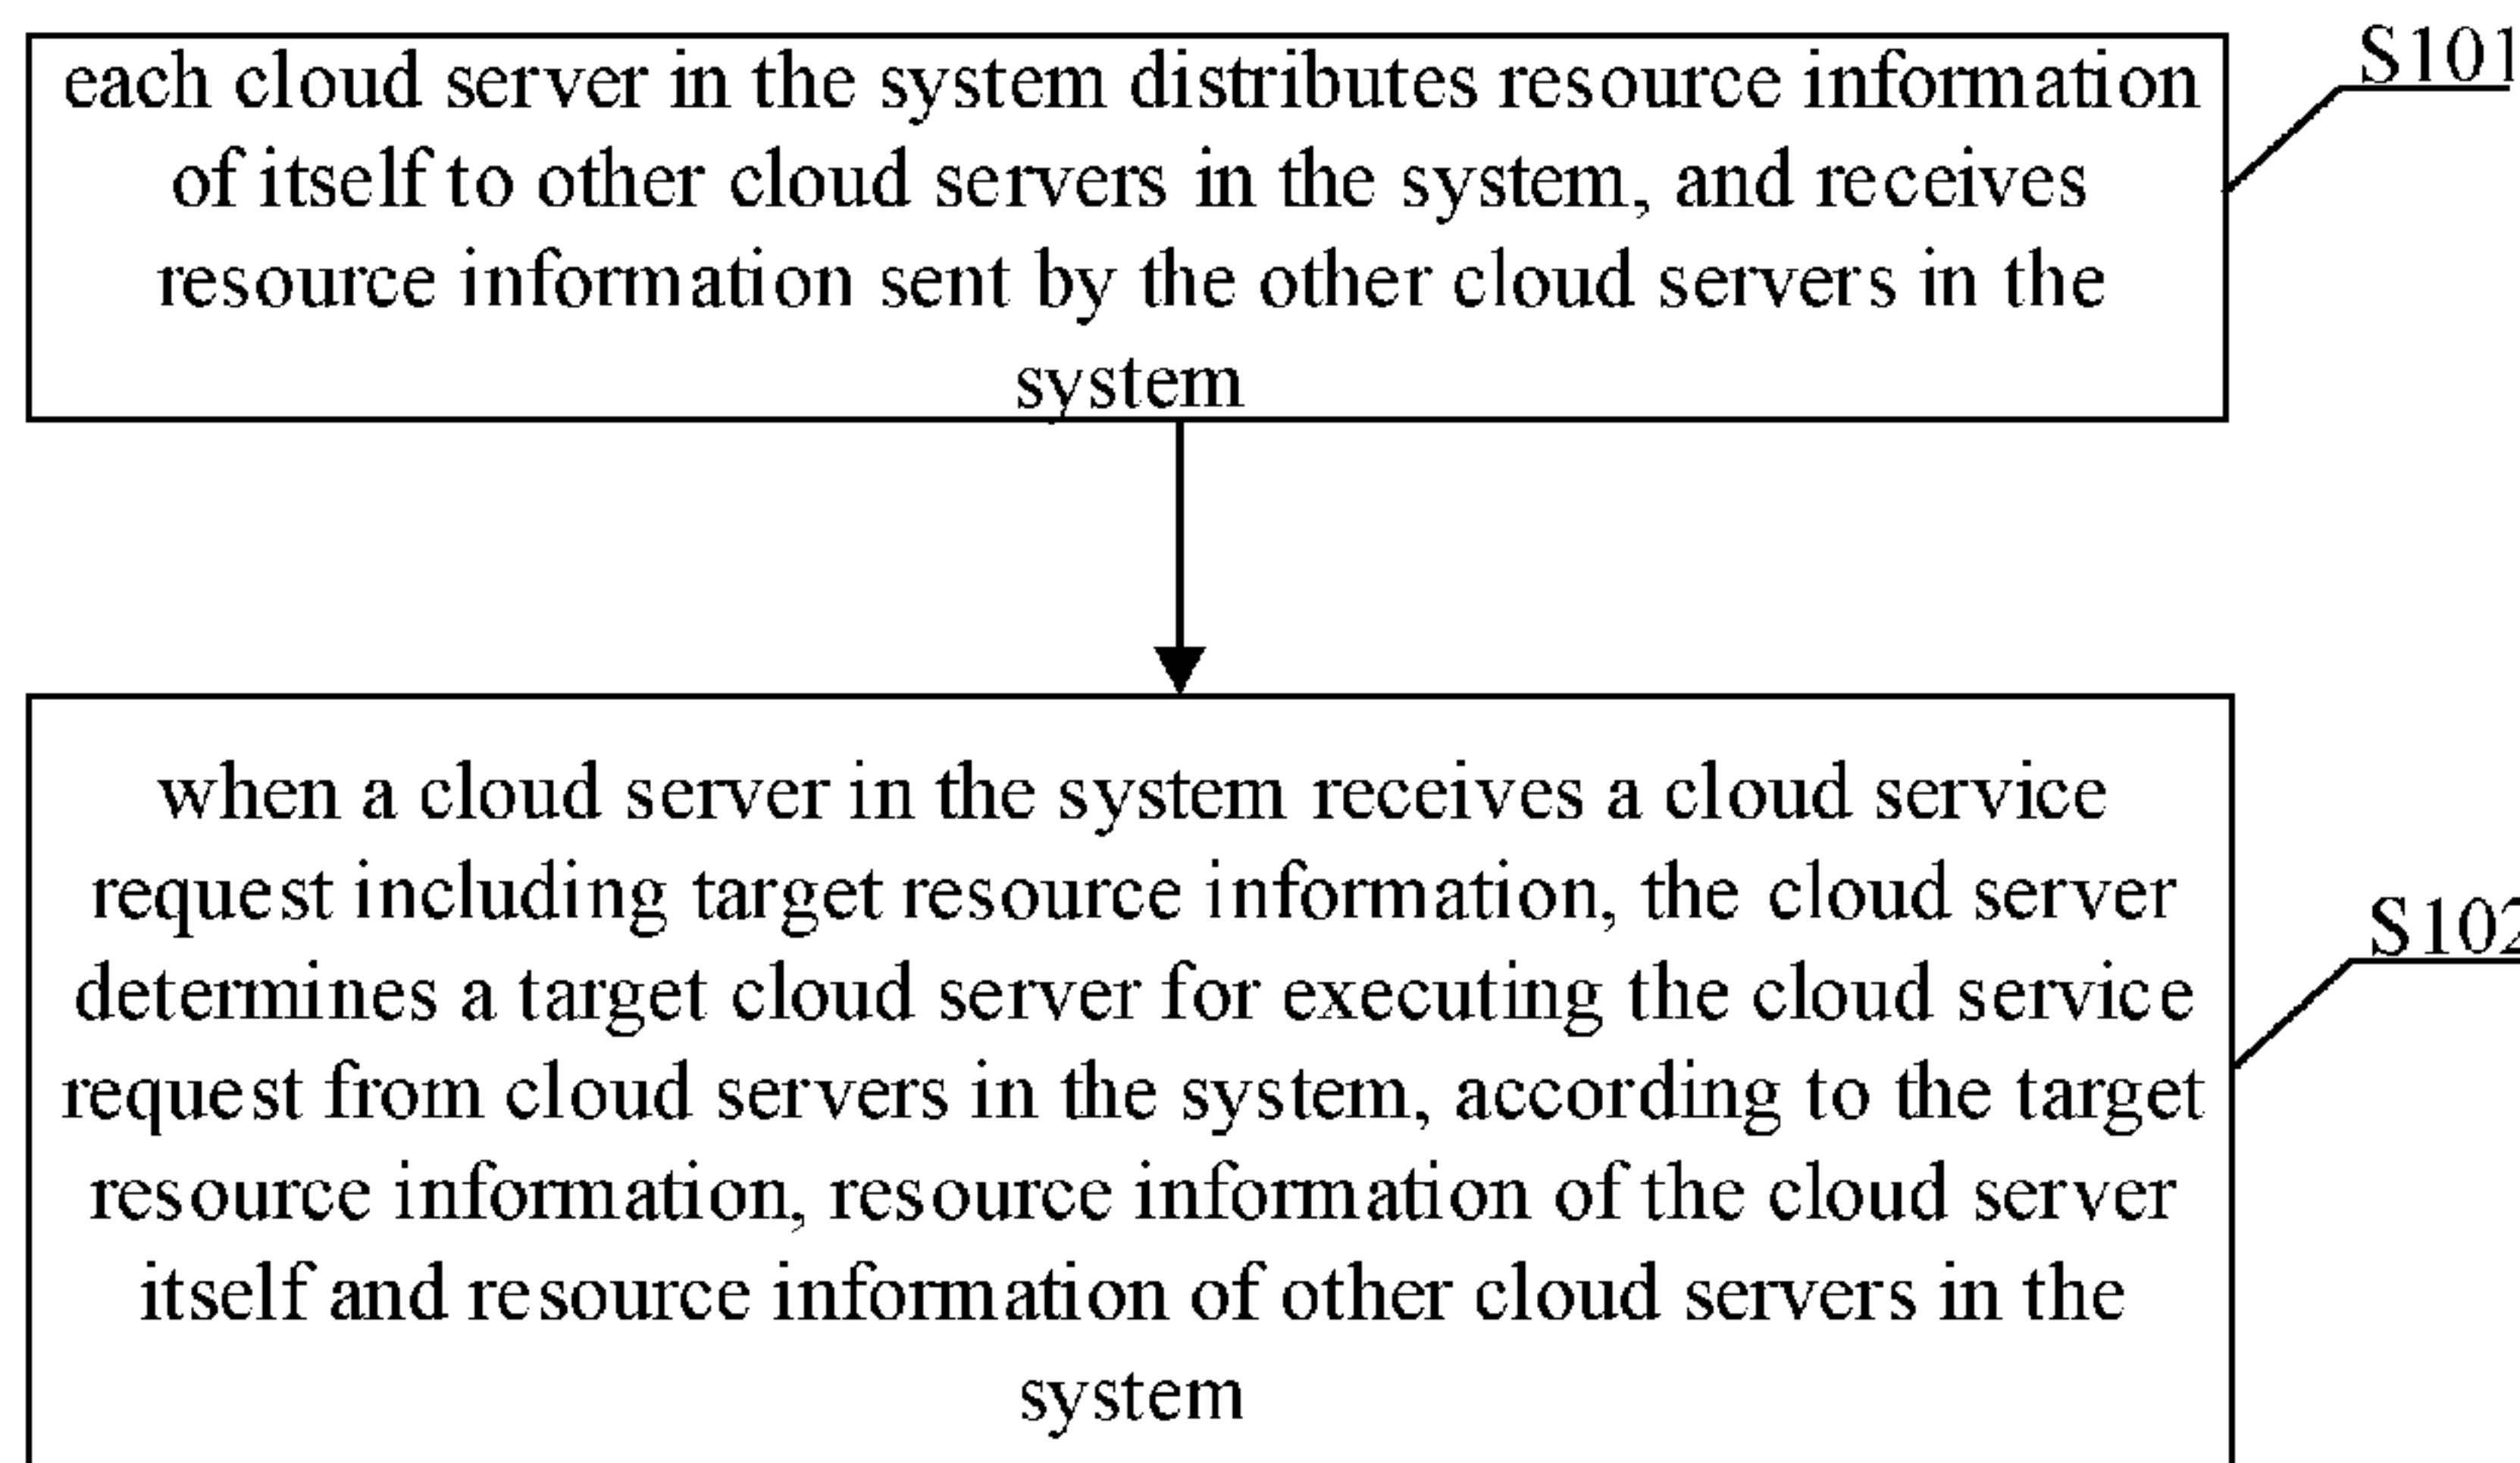 each cloud server in the system distributes resource information
of itself to other cloud servers in the system, and receives
resource information sent by the other cloud servers in the
system
S101
when a cloud server in the system receives a cloud service
request including target resource information, the cloud server
determines a target cloud server for executing the cloud service
request from cloud servers in the system, according to the target
resource information, resource information of the cloud server
itself and resource information of other cloud servers in the
system
S102